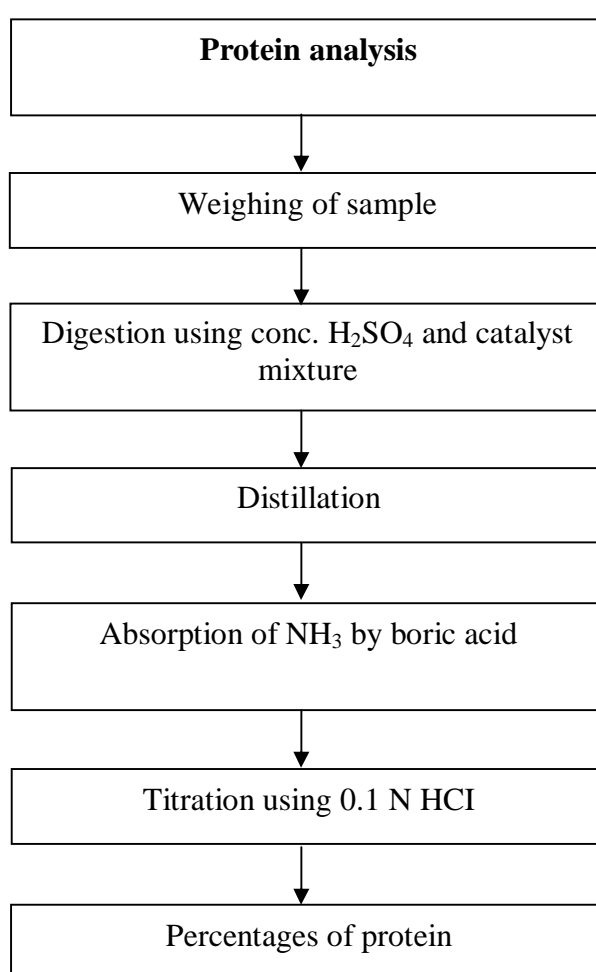 Protein analysis
Weighing of sample
Digestion using conc. H₂SO₄ and catalyst
mixture
Distillation
Absorption of NH₃ by boric acid
Titration using 0.1 N HCI
Percentages of protein